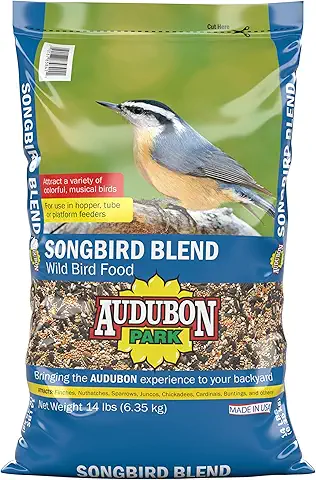 Cut Here
SONGBIRD BLEND
SONGBIRD BLEND
Attract a variety of
colorful, musical birds
For use in hopper, tube
or platform feeders
SONGBIRD BLEND
Wild Bird Food
AUDUBON
PARK
Bringing the AUDUBON experience to your backyard
ATTRACTS: Finches, Nuthatches, Sparrows, Juncos, Chickadees, Cardinals, Buntings, and others
Net Weight 14 lbs (6.35 kg)
MADE IN USA
SONGBIRD BLEND